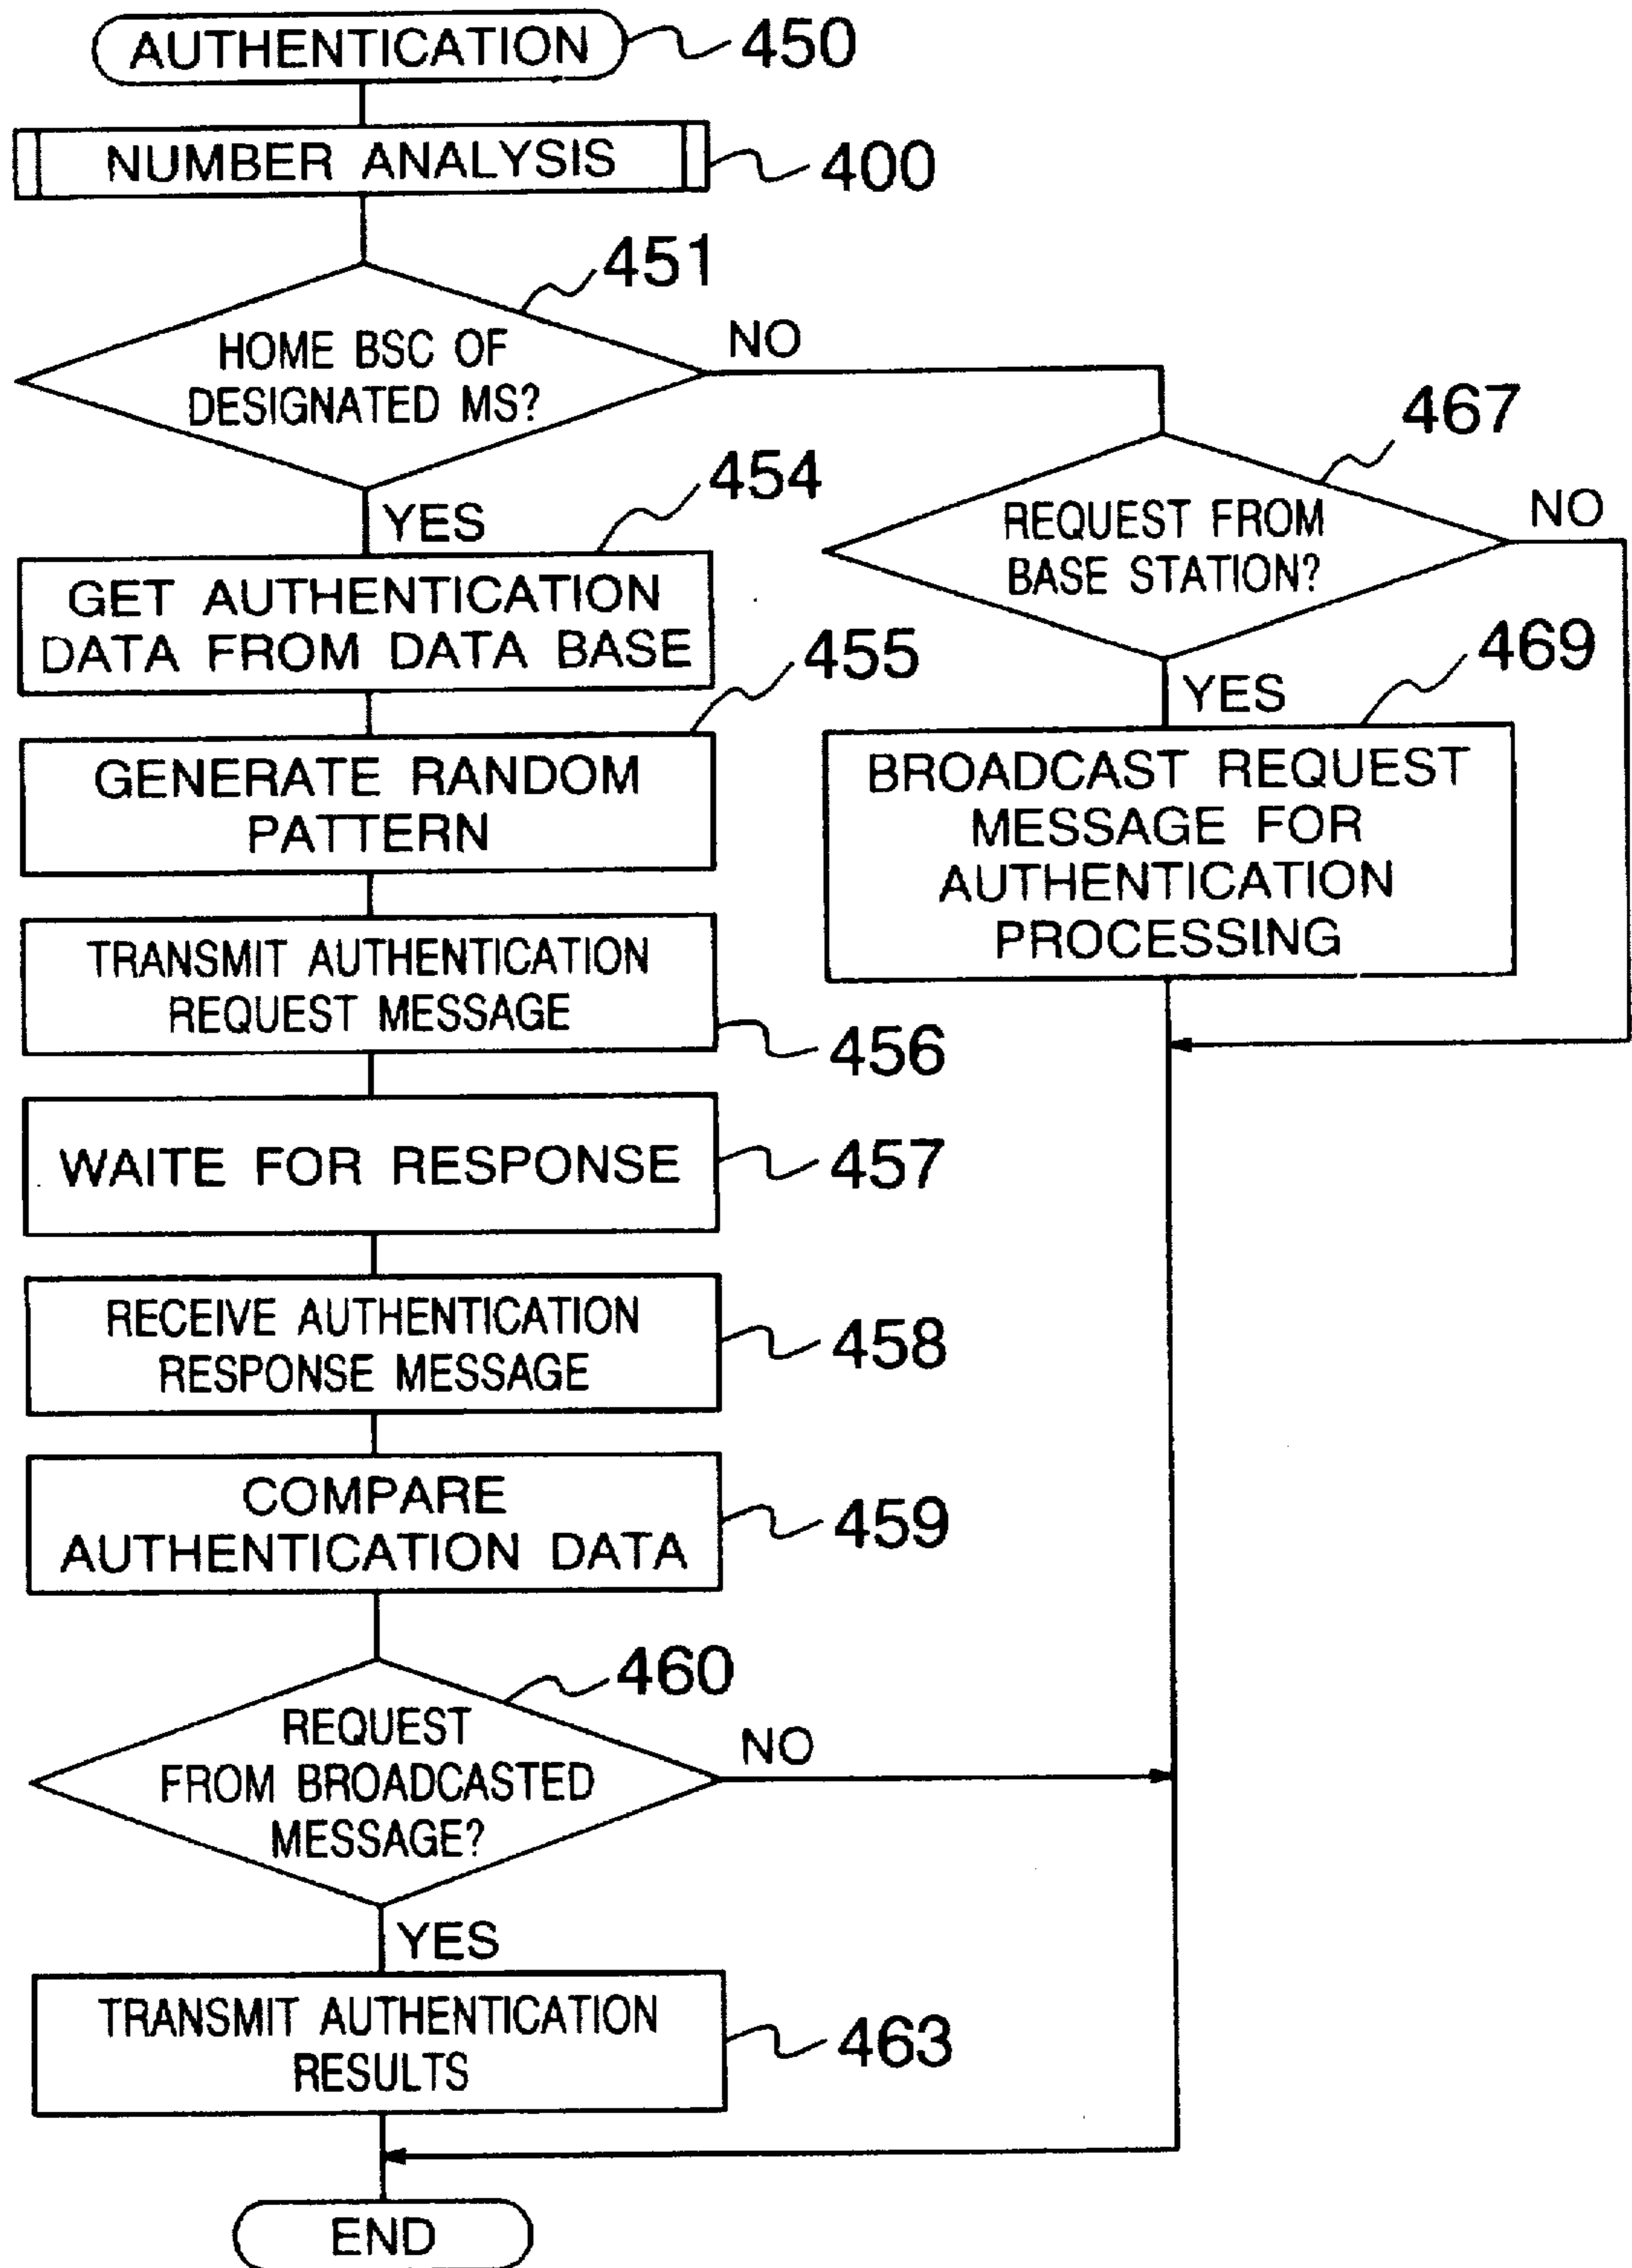 AUTHENTICATION
450
NUMBER ANALYSIS
400
451
HOME BSC OF
DESIGNATED MS?
NO
YES
467
REQUEST FROM
BASE STATION?
NO
YES
454
GET AUTHENTICATION
DATA FROM DATA BASE
455
GENERATE RANDOM
PATTERN
469
BROADCAST REQUEST
MESSAGE FOR
AUTHENTICATION
PROCESSING
TRANSMIT AUTHENTICATION
REQUEST MESSAGE
456
WAITE FOR RESPONSE
457
RECEIVE AUTHENTICATION
RESPONSE MESSAGE
458
COMPARE
AUTHENTICATION DATA
459
460
REQUEST
FROM BROADCASTED
MESSAGE?
NO
YES
TRANSMIT AUTHENTICATION
RESULTS
463
END